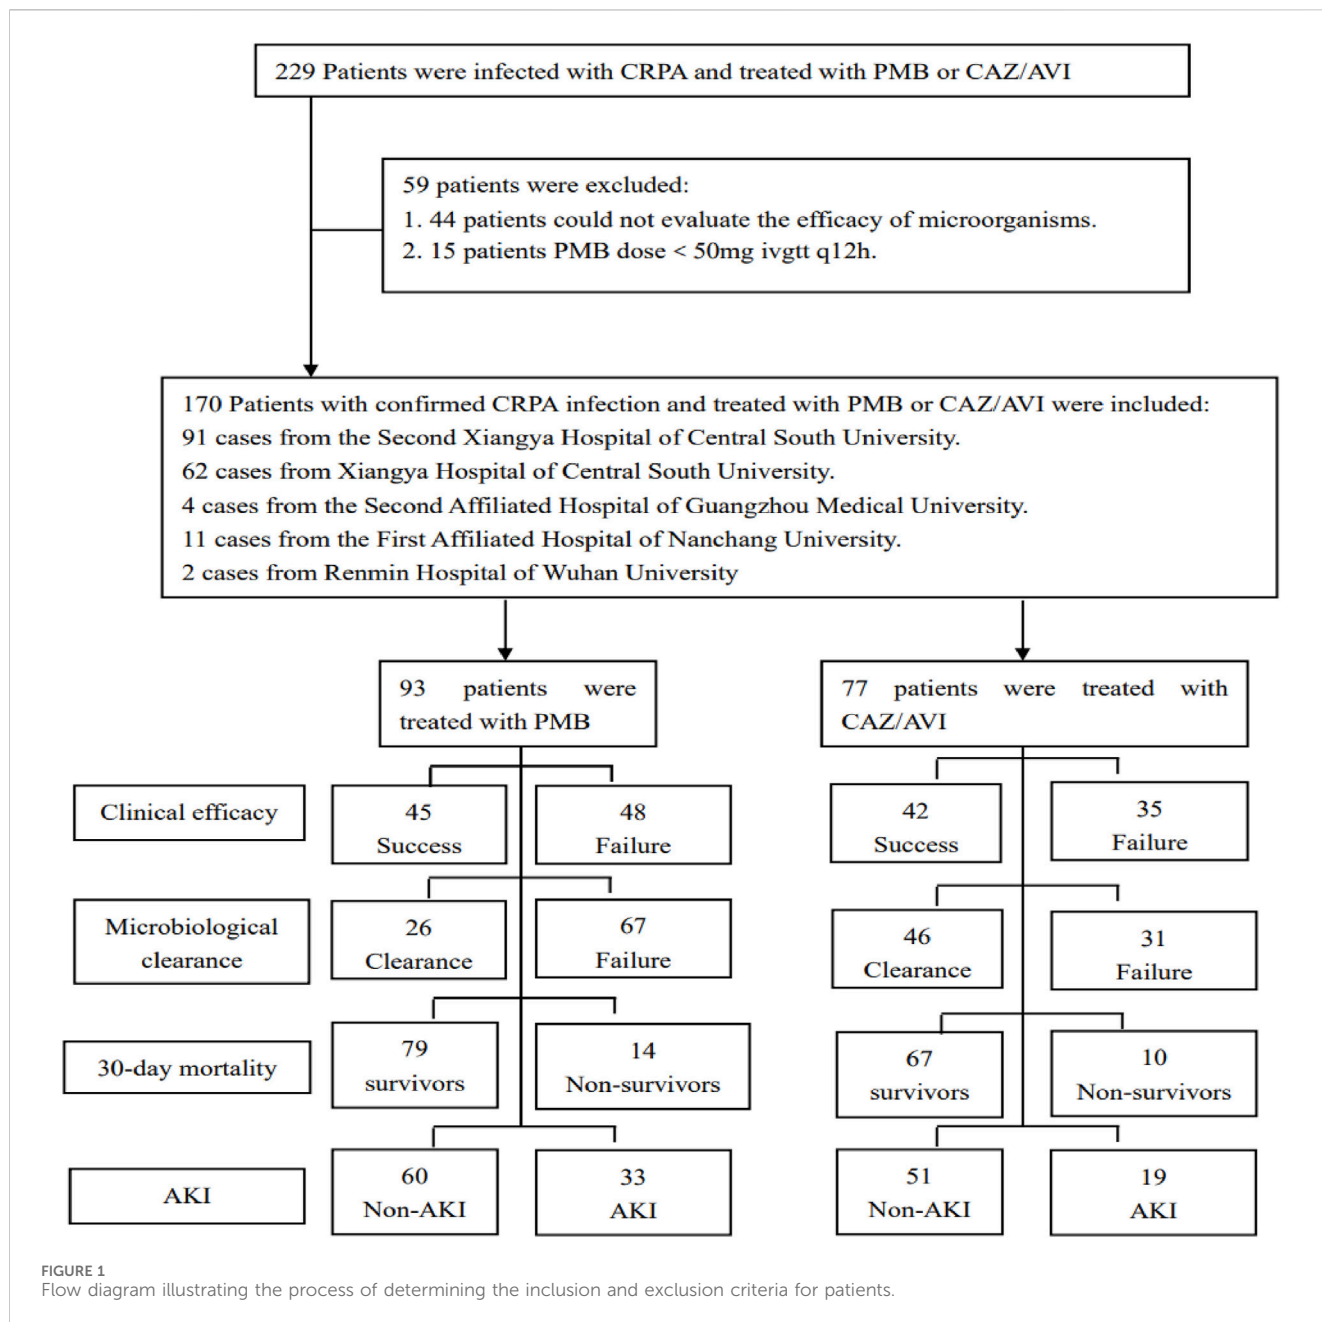 229 Patients were infected with CRPA and treated with PMB or CAZ/AVI
59 patients were excluded:
1. 44 patients could not evaluate the efficacy of microorganisms.
2. 15 patients PMB dose < 50mg ivgtt q12h.
170 Patients with confirmed CRPA infection and treated with PMB or CAZ/AVI were included:
91 cases from the Second Xiangya Hospital of Central South University.
62 cases from Xiangya Hospital of Central South University.
4 cases from the Second Affiliated Hospital of Guangzhou Medical University.
11 cases from the First Affiliated Hospital of Nanchang University.
2 cases from Renmin Hospital of Wuhan University
93 patients were
treated with PMB
77 patients were treated with
CAZ/AVI
Clinical efficacy
45
Success
48
Failure
42
Success
35
Failure
Microbiological
clearance
26
Clearance
67
Failure
46
Clearance
31
Failure
30-day mortality
79
survivors
14
Non-survivors
67
survivors
10
Non-survivors
AKI
60
Non-AKI
33
AKI
51
Non-AKI
19
AKI
FIGURE 1
Flow diagram illustrating the process of determining the inclusion and exclusion criteria for patients.